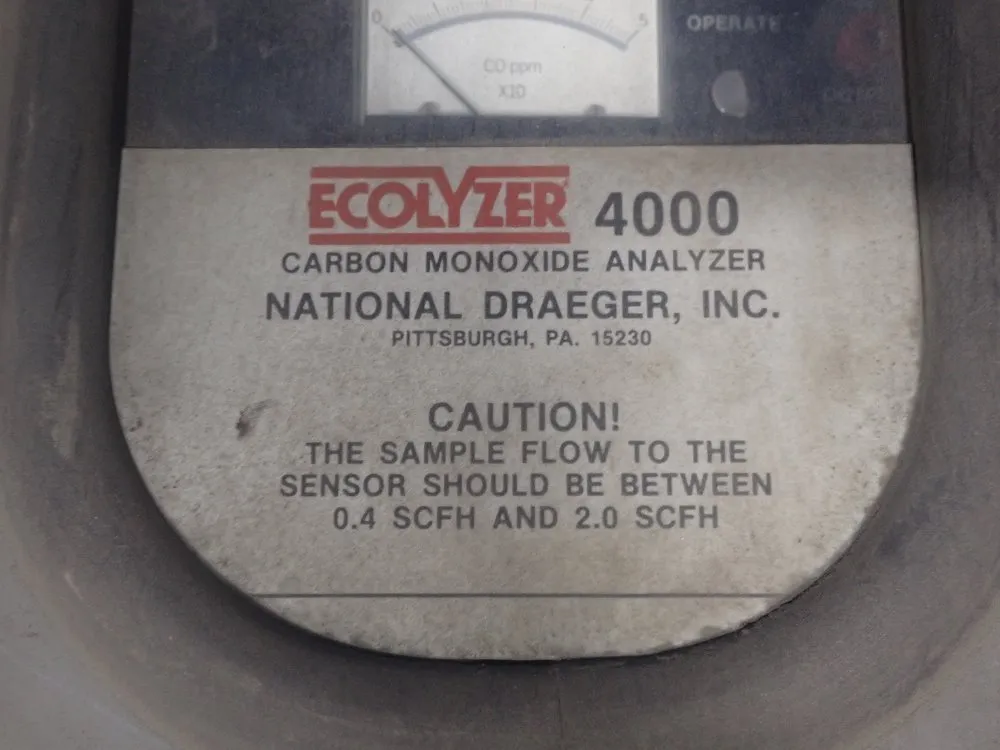 0 5
OPERATE
CO ppm
X10
ECOLYZER 4000
CARBON MONOXIDE ANALYZER
NATIONAL DRAEGER, INC.
PITTSBURGH, PA. 15230
CAUTION!
THE SAMPLE FLOW TO THE
SENSOR SHOULD BE BETWEEN
0.4 SCFH AND 2.0 SCFH